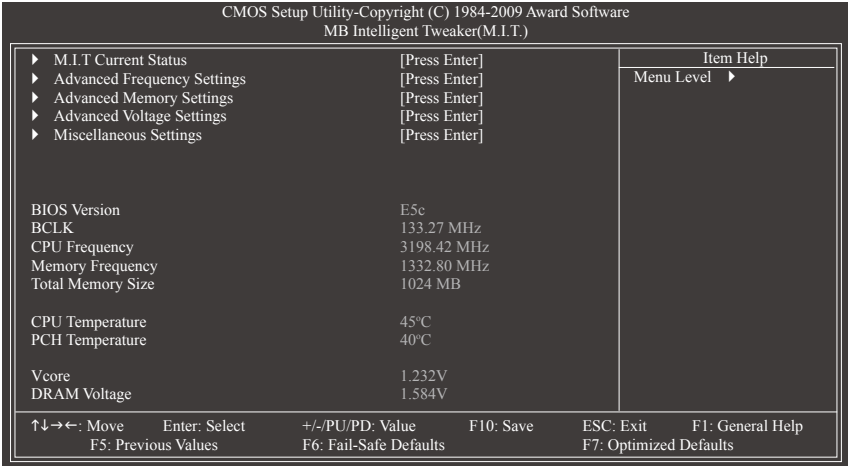 CMOS Setup Utility-Copyright (C) 1984-2009 Award Software
MB Intelligent Tweaker(M.I.T.)
▶ M.I.T Current Status [Press Enter]
▶ Advanced Frequency Settings [Press Enter]
▶ Advanced Memory Settings [Press Enter]
▶ Advanced Voltage Settings [Press Enter]
▶ Miscellaneous Settings [Press Enter]
Item Help
Menu Level ▶
BIOS Version E5c
BCLK 133.27 MHz
CPU Frequency 3198.42 MHz
Memory Frequency 1332.80 MHz
Total Memory Size 1024 MB
CPU Temperature 45ºC
PCH Temperature 40ºC
Vcore 1.232V
DRAM Voltage 1.584V
↑↓→←: Move Enter: Select +/-/PU/PD: Value F10: Save ESC: Exit F1: General Help
F5: Previous Values F6: Fail-Safe Defaults F7: Optimized Defaults